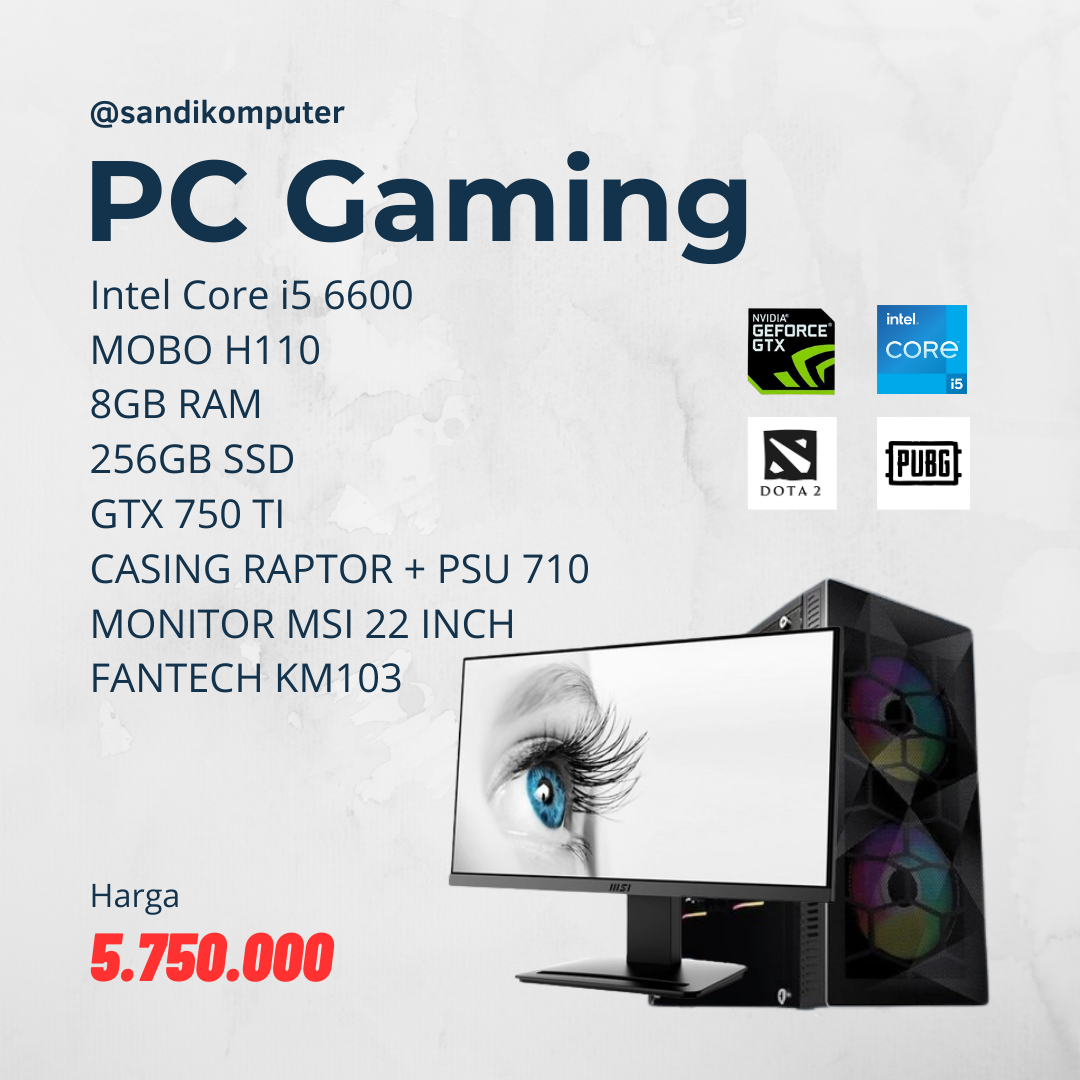 @sandikomputer
PC Gaming
Intel Core i5 6600
MOBO H110
8GB RAM
256GB SSD
GTX 750 TI
CASING RAPTOR + PSU 710
MONITOR MSI 22 INCH
FANTECH KM103
NVIDIA®
GEFORCE®
GTX
intel.
CORE
i5
DOTA 2
PUBG
msi
Harga
5.750.000